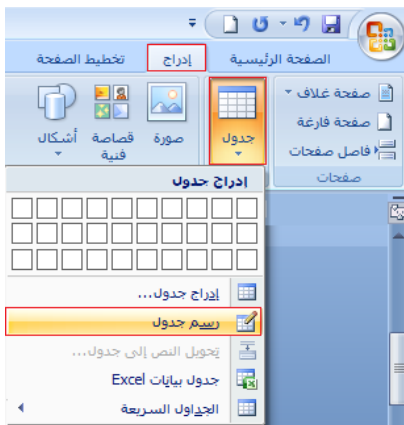 الصفحة الرئيسية
إدراج
تخطيط الصفحة
صفحة غلاف
صفحة فارغة
فاصل صفحات
صفحات
جدول
صورة
قصاصة فنية
أشكال
إدراج جدول
إدراج جدول...
رسم جدول
تحويل النص إلى جدول...
جدول بيانات Excel
الجداول السريعة